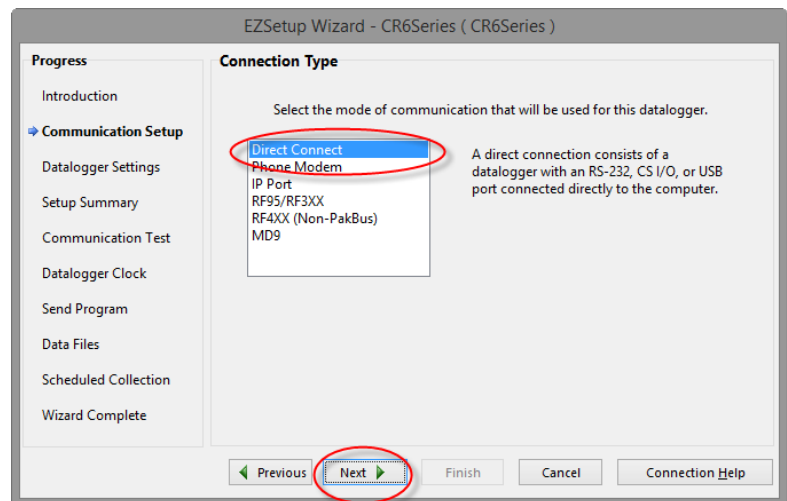 EZSetup Wizard - CR6Series ( CR6Series )
Progress
Introduction
Communication Setup
Datalogger Settings
Setup Summary
Communication Test
Datalogger Clock
Send Program
Data Files
Scheduled Collection
Wizard Complete
Connection Type
Select the mode of communication that will be used for this datalogger.
Direct Connect
Phone Modem
IP Port
RF95/RF3XX
RF4XX (Non-PakBus)
MD9
A direct connection consists of a
datalogger with an RS-232, CS I/O, or USB
port connected directly to the computer.
Previous
Next
Finish
Cancel
Connection Help